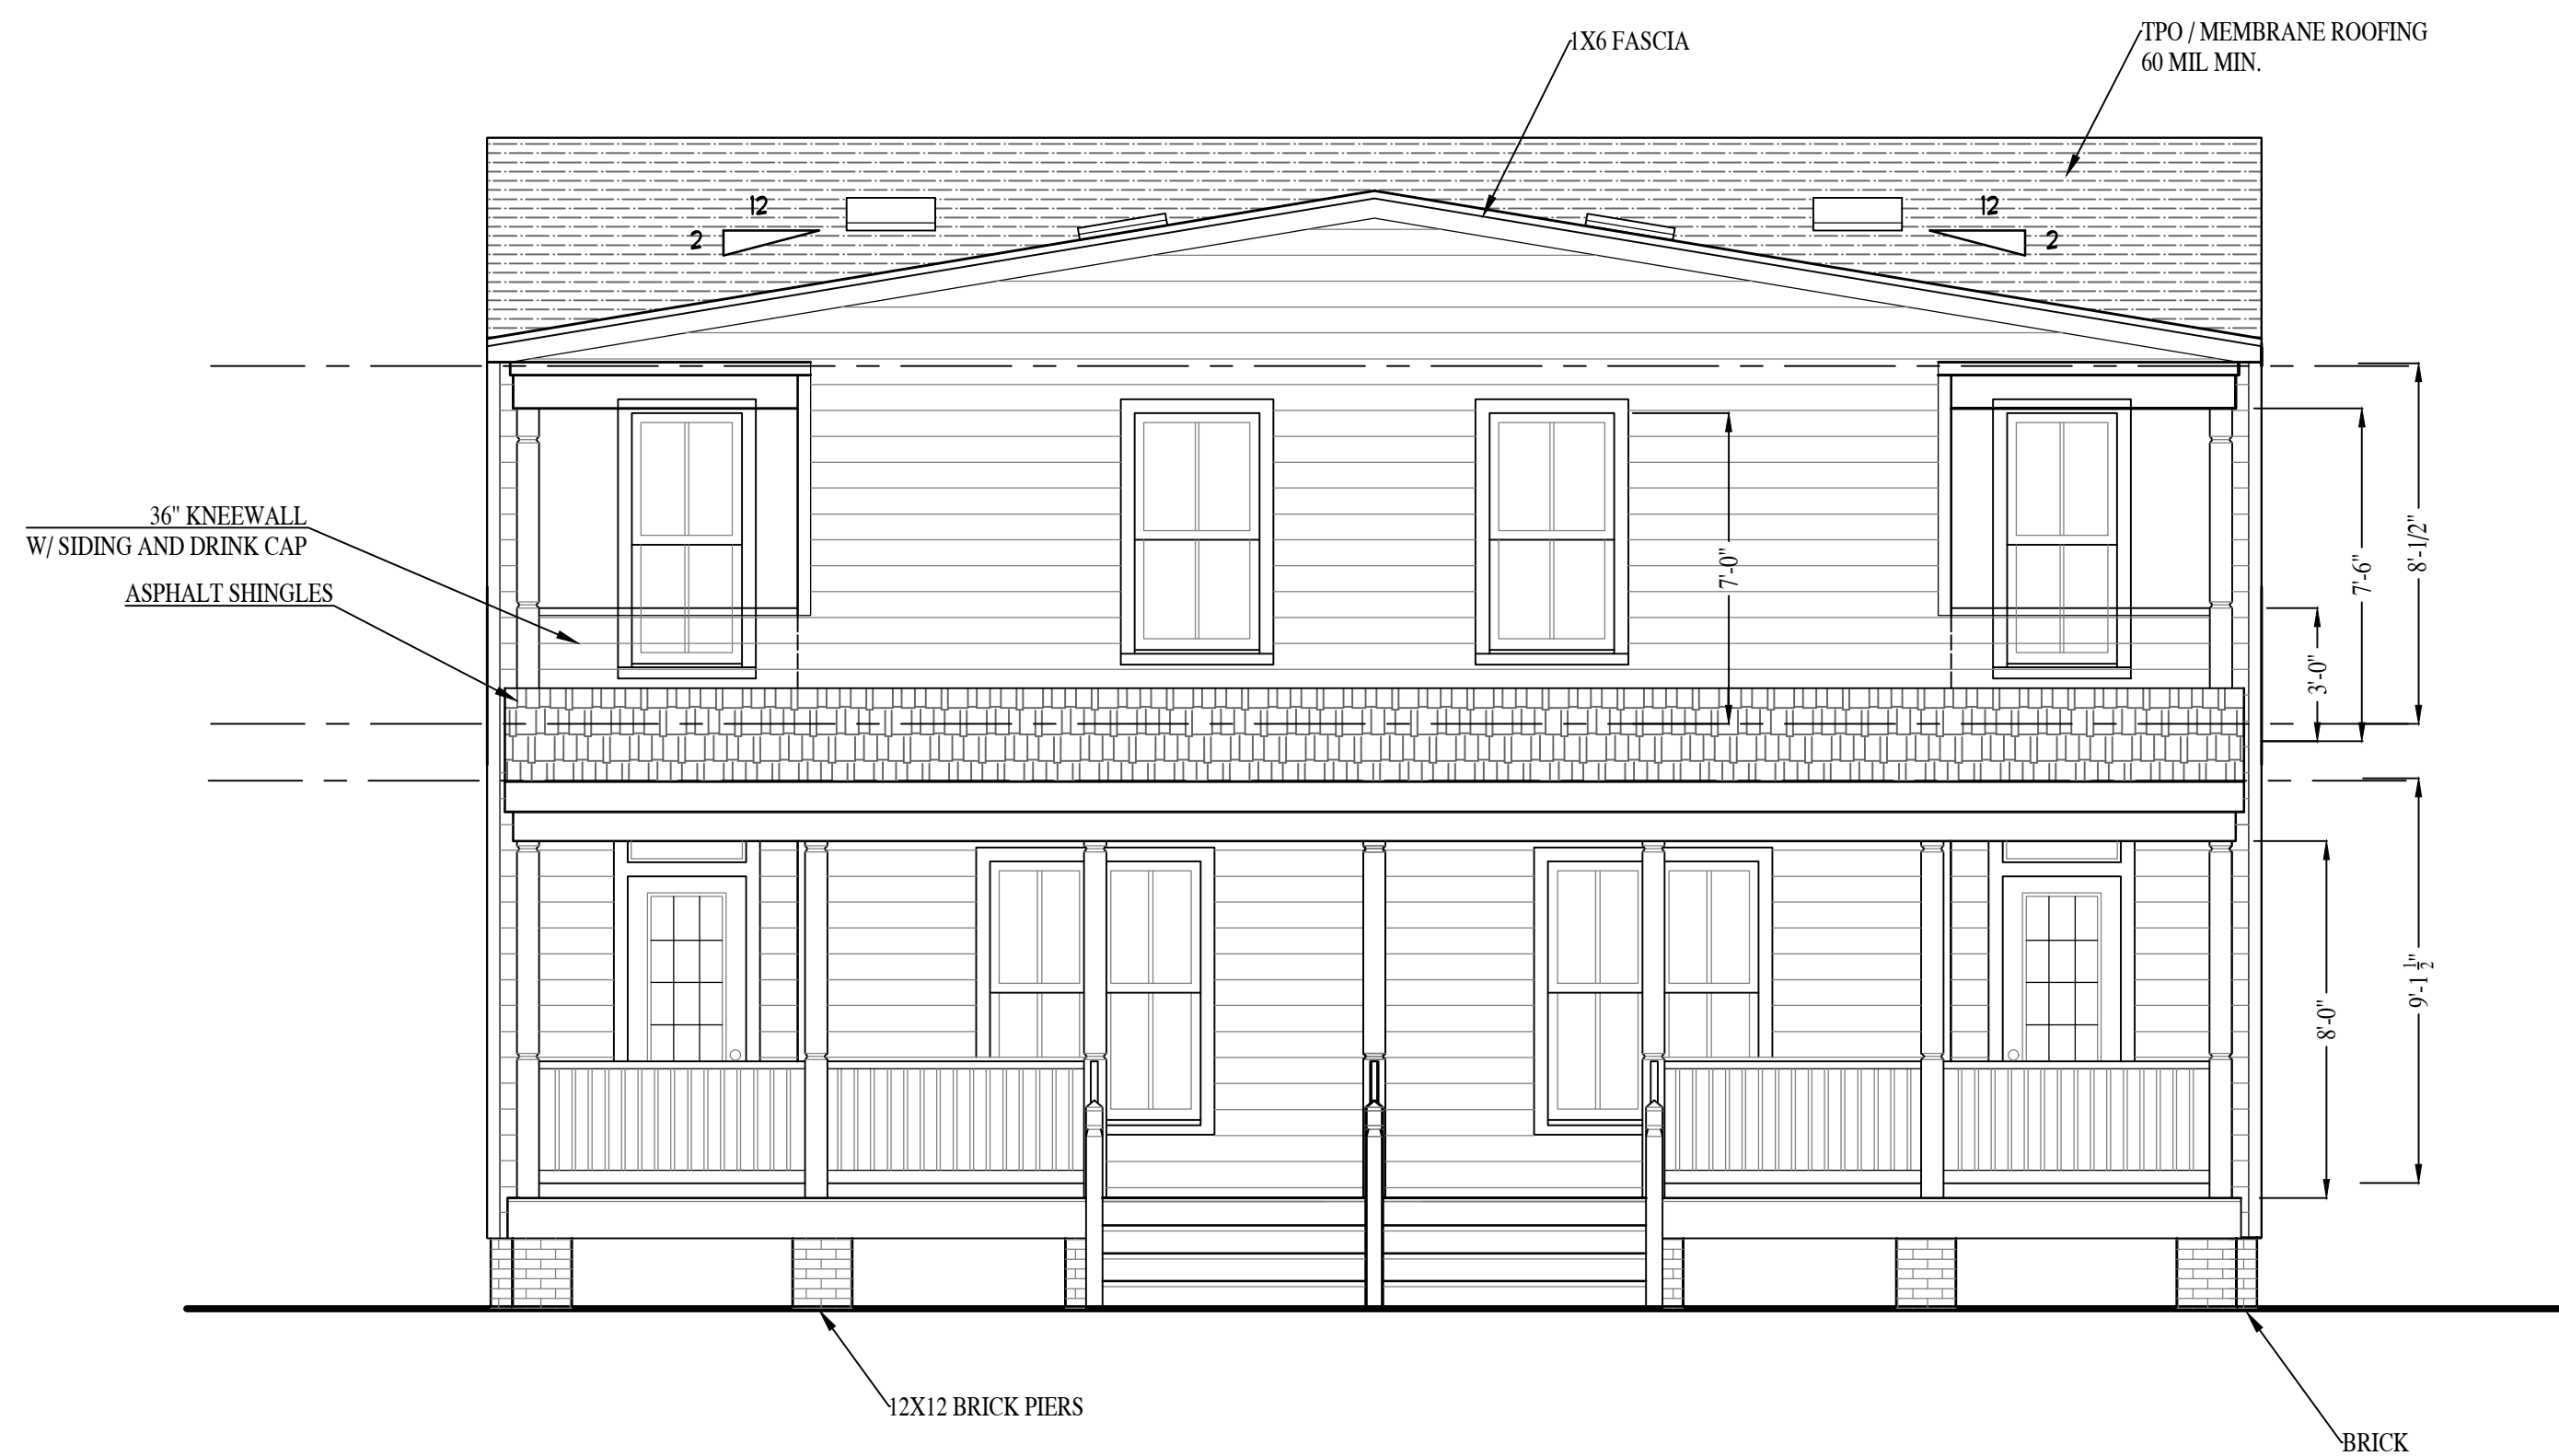 1X6 FASCIA
TPO / MEMBRANE ROOFING
60 MIL MIN.
12
2
12
2
36" KNEEWALL
W/ SIDING AND DRINK CAP
ASPHALT SHINGLES
7'-0"
8'-1/2"
7'-6"
3'-0"
9'-1 1/2"
8'-0"
12X12 BRICK PIERS
BRICK